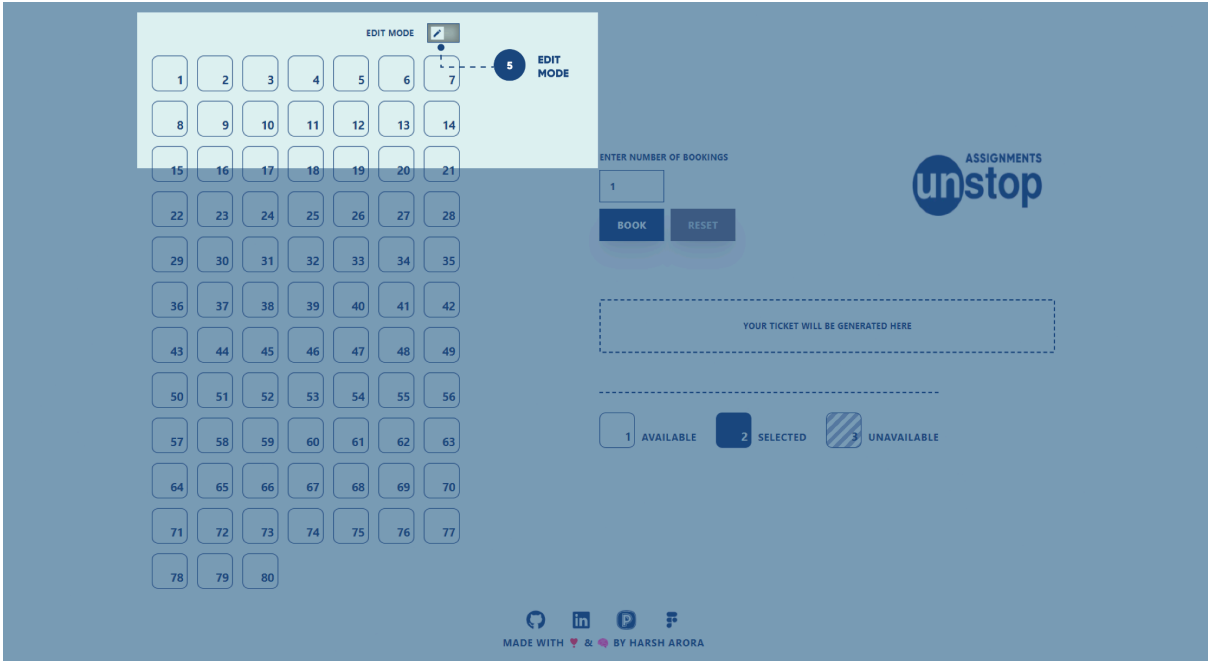 EDIT MODE
5 EDIT
MODE
1 2 3 4 5 6 7
8 9 10 11 12 13 14
15 16 17 18 19 20 21
22 23 24 25 26 27 28
29 30 31 32 33 34 35
36 37 38 39 40 41 42
43 44 45 46 47 48 49
50 51 52 53 54 55 56
57 58 59 60 61 62 63
64 65 66 67 68 69 70
71 72 73 74 75 76 77
78 79 80
ENTER NUMBER OF BOOKINGS
1
BOOK RESET
ASSIGNMENTS
unstop
YOUR TICKET WILL BE GENERATED HERE
1 AVAILABLE 2 SELECTED 3 UNAVAILABLE
in P
MADE WITH & BY HARSH ARORA